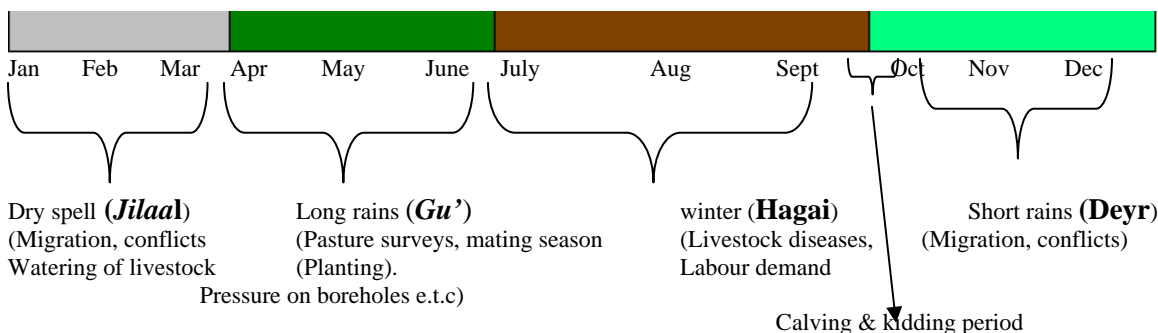 Jan Feb Mar Apr May June July Aug Sept Oct Nov Dec
Dry spell (Jilaal)
(Migration, conflicts
Watering of livestock
Long rains (Gu’)
(Pasture surveys, mating season
(Planting).
Pressure on boreholes e.t.c)
winter (Hagai)
(Livestock diseases,
Labour demand
Short rains (Deyr)
(Migration, conflicts)
Calving & kidding period